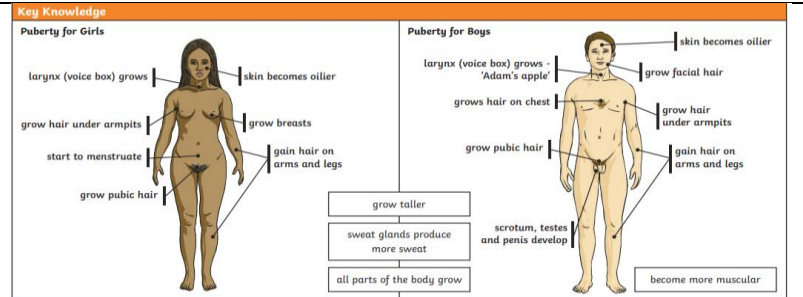 Key Knowledge
Puberty for Girls
larynx (voice box) grows
skin becomes oilier
grow hair under armpits
grow breasts
start to menstruate
gain hair on
arms and legs
grow pubic hair
grow taller
sweat glands produce
more sweat
all parts of the body grow
Puberty for Boys
skin becomes oilier
larynx (voice box) grows -
'Adam's apple'
grow facial hair
grows hair on chest
grow hair
under armpits
grow pubic hair
gain hair on
arms and legs
scrotum, testes
and penis develop
become more muscular